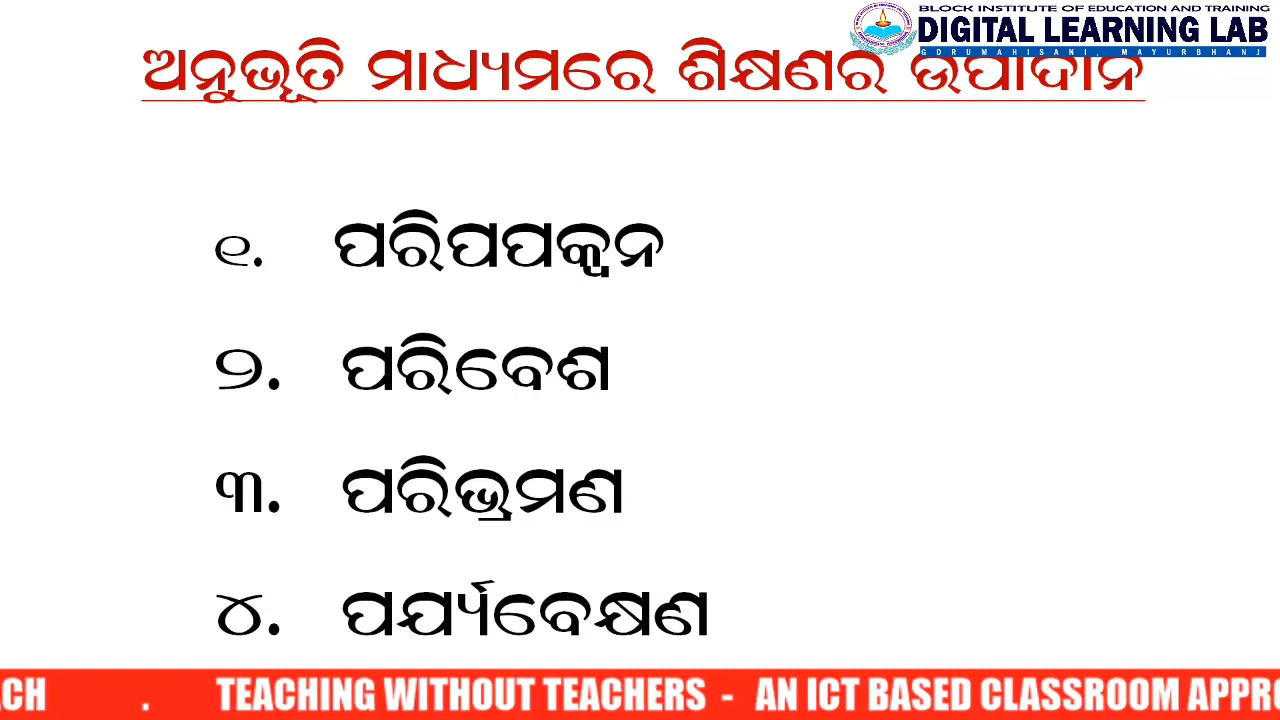 BLOCK INSTITUTE OF EDUCATION AND TRAINING
DIGITAL LEARNING LAB
GORUMAHISANI, MAYURBHANJ
ଅନୁଭୂତି ମାଧ୍ୟମରେ ଶିକ୍ଷଣର ଉପାଦାନ
୧. ପରିପପକ୍ୱନ
୨. ପରିବେଶ
୩. ପରିଭ୍ରମଣ
୪. ପର୍ଯ୍ୟବେକ୍ଷଣ
ACH . TEACHING WITHOUT TEACHERS - AN ICT BASED CLASSROOM APPRO